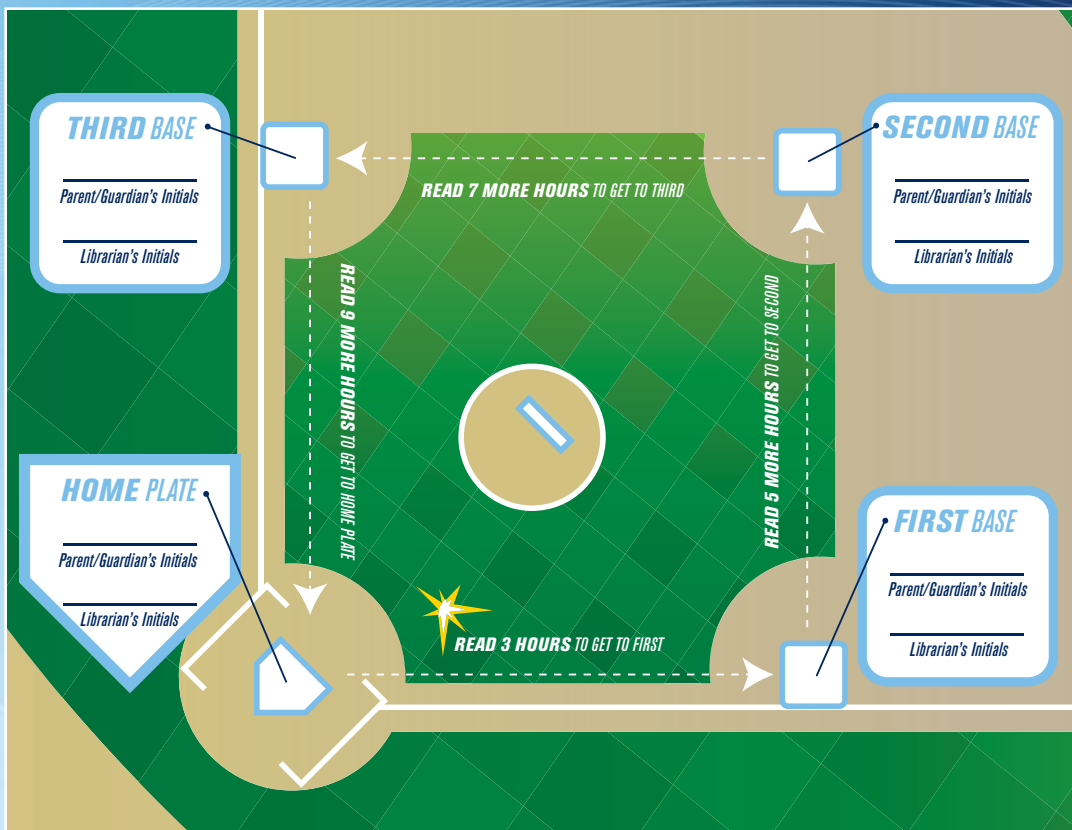 THIRD BASE
Parent/Guardian's Initials
Librarian's Initials
SECOND BASE
Parent/Guardian's Initials
Librarian's Initials
READ 7 MORE HOURS TO GET TO THIRD
READ 9 MORE HOURS TO GET TO HOME PLATE
READ 5 MORE HOURS TO GET TO SECOND
HOME PLATE
Parent/Guardian's Initials
Librarian's Initials
FIRST BASE
Parent/Guardian's Initials
Librarian's Initials
READ 3 HOURS TO GET TO FIRST